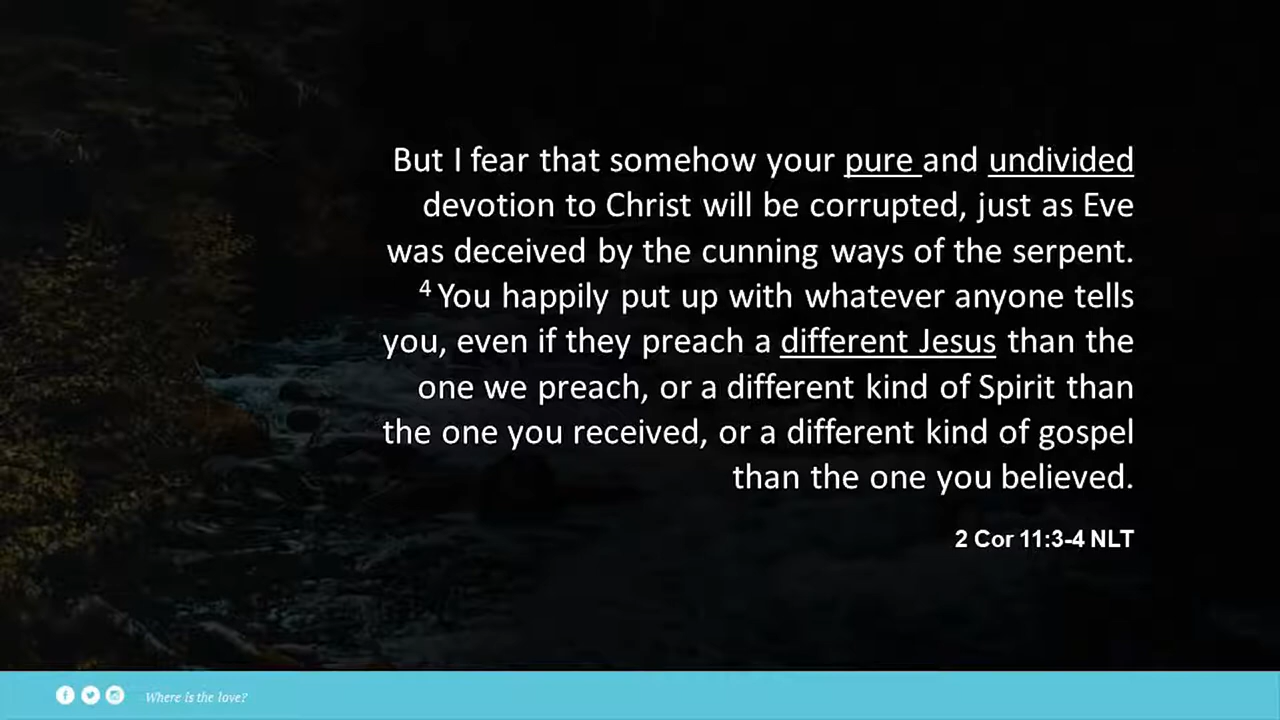 But I fear that somehow your pure and undivided
devotion to Christ will be corrupted, just as Eve
was deceived by the cunning ways of the serpent.
4 You happily put up with whatever anyone tells
you, even if they preach a different Jesus than the
one we preach, or a different kind of Spirit than
the one you received, or a different kind of gospel
than the one you believed.
2 Cor 11:3-4 NLT
Where is the love?